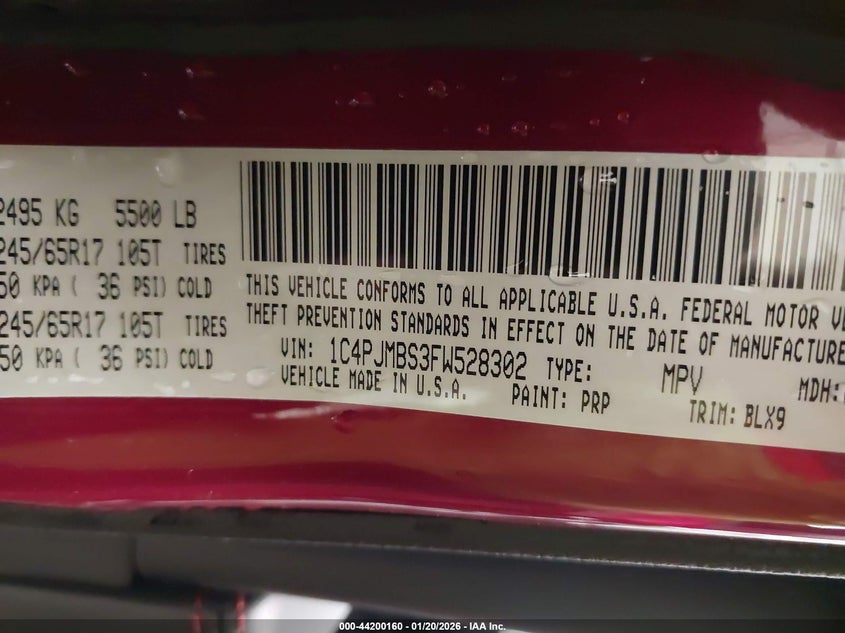 2495 KG 5500 LB
245/65R17 105T TIRES
50 KPA ( 36 PSI) COLD
245/65R17 105T TIRES
50 KPA ( 36 PSI) COLD
THIS VEHICLE CONFORMS TO ALL APPLICABLE U.S.A. FEDERAL MOTOR VE
THEFT PREVENTION STANDARDS IN EFFECT ON THE DATE OF MANUFACTURE
VIN: 1C4PJMBS3FW528302 TYPE: MPV MDH:
VEHICLE MADE IN U.S.A. PAINT: PRP TRIM: BLX9
000-44200160 - 01/20/2026 - IAA Inc.